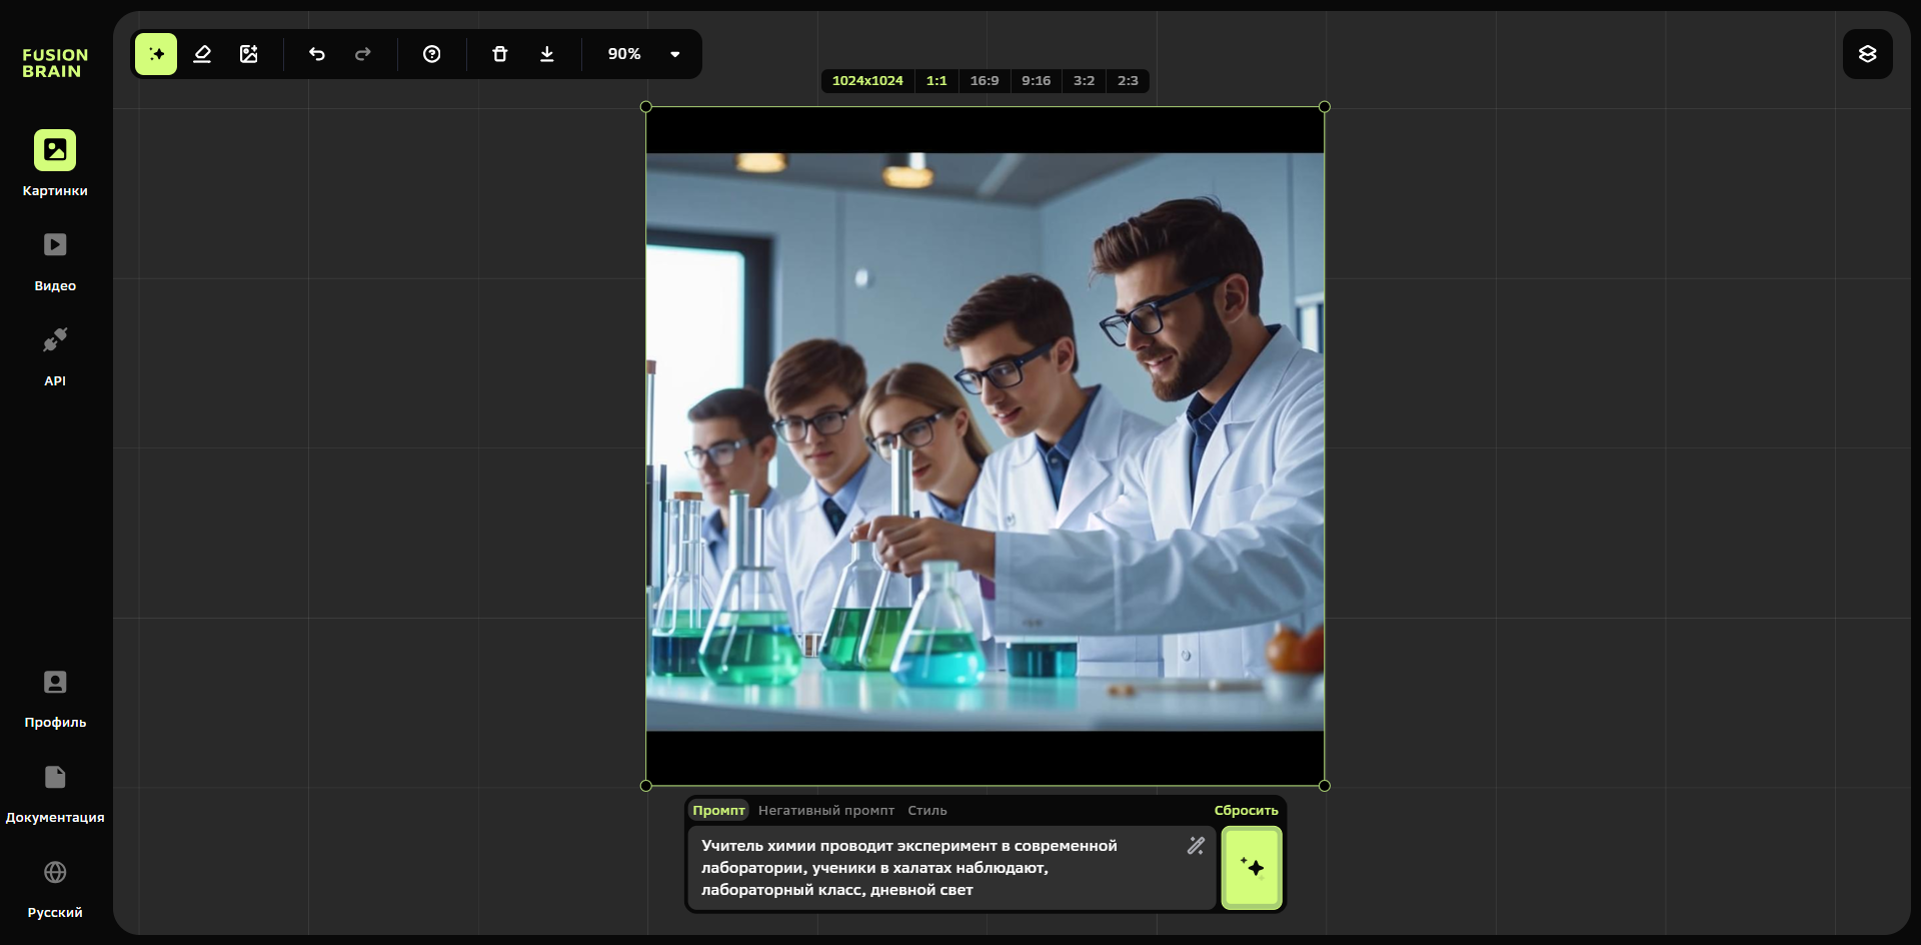 FUSION
BRAIN
90%
1024x1024 1:1 16:9 9:16 3:2 2:3
Картинки
Видео
API
Профиль
Документация
Русский
Промпт Негативный промпт Стиль Сбросить
Учитель химии проводит эксперимент в современной
лаборатории, ученики в халатах наблюдают,
лабораторный класс, дневной свет